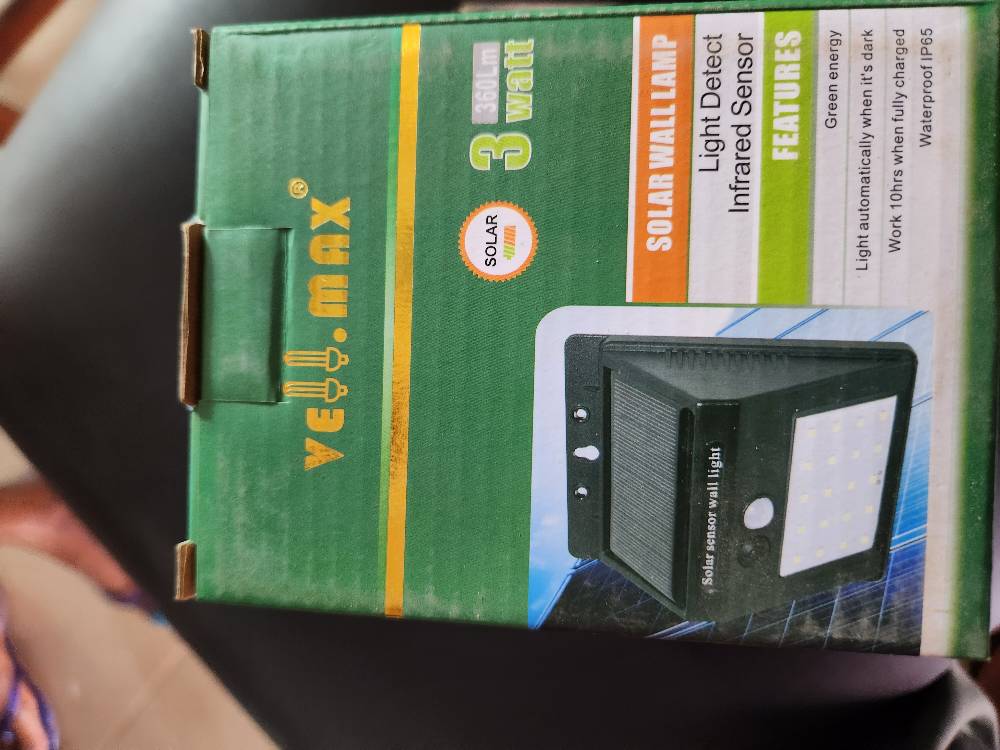 vell.max®
SOLAR
3 watt
360Lm
SOLAR WALL LAMP
Light Detect
Infrared Sensor
FEATURES
Green energy
Light automatically when it's dark
Work 10hrs when fully charged
Waterproof IP65
Solar sensor wall light